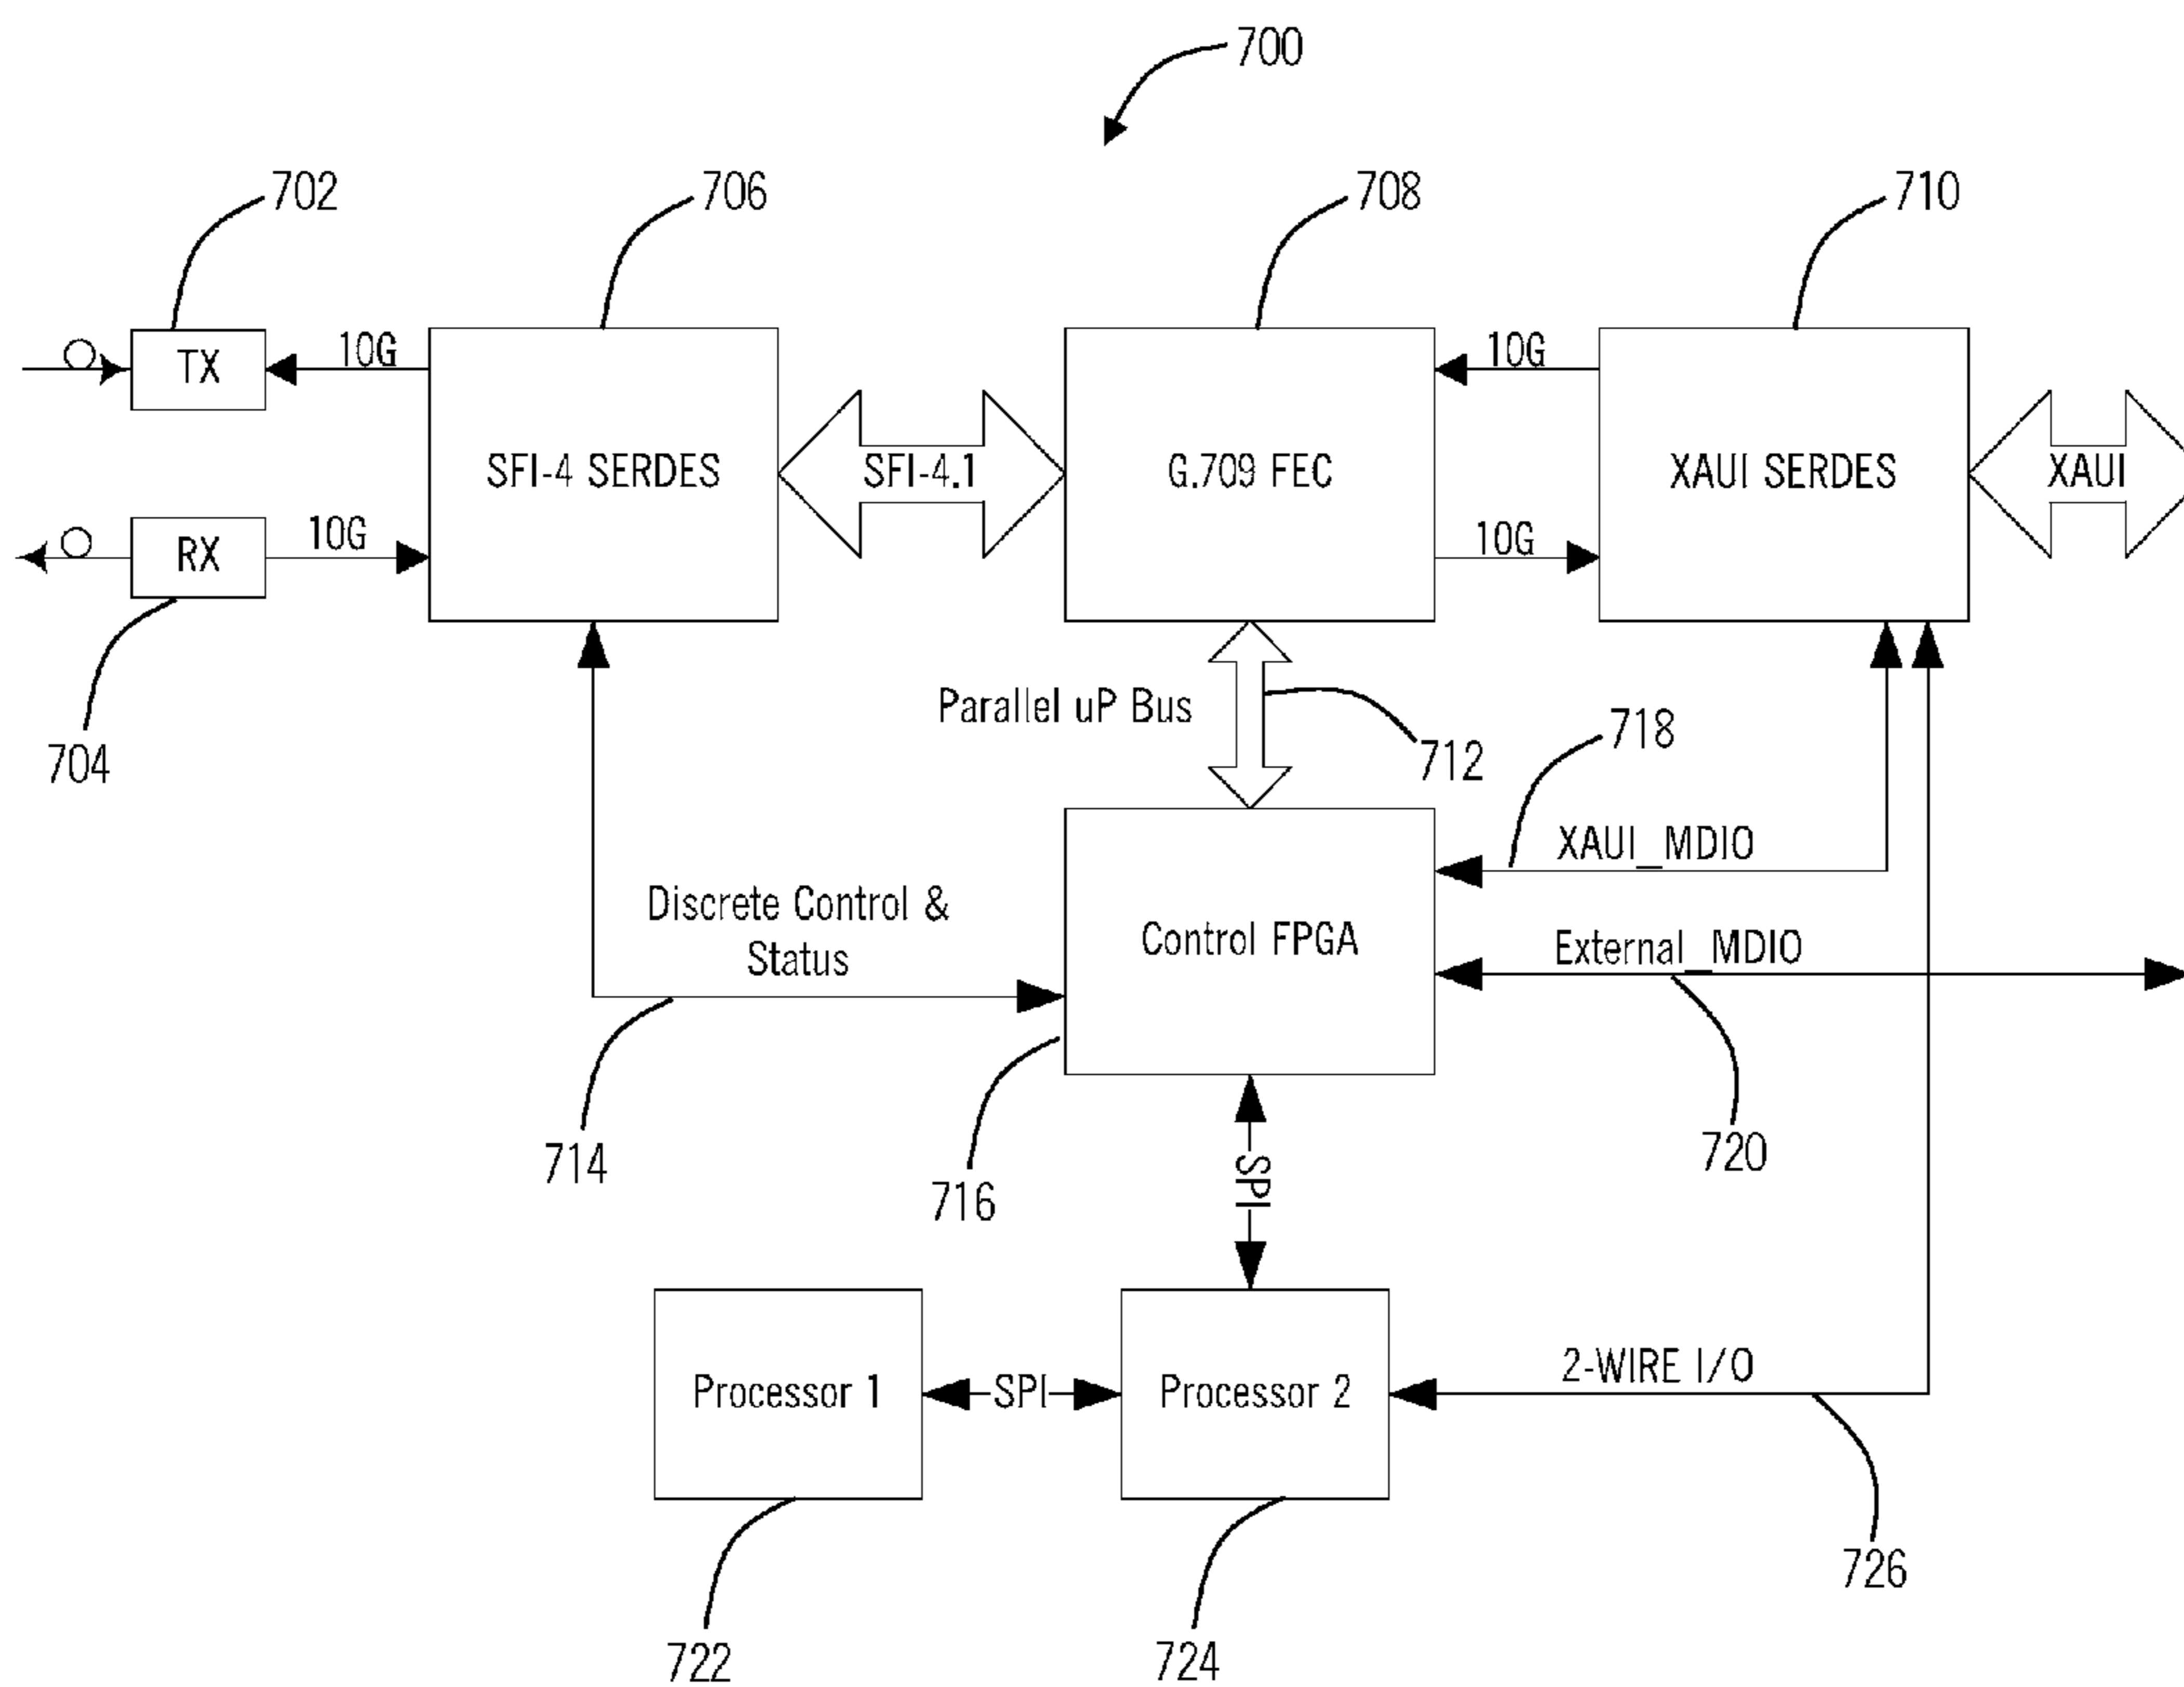 700
702
706
708
710
TX
10G
SFI-4 SERDES
SFI-4.1
G.709 FEC
10G
XAUI SERDES
XAUI
RX
10G
10G
704
Parallel uP Bus
712
718
XAUI_MDIO
Discrete Control &
Status
Control FPGA
External_MDIO
714
716
SPI
720
Processor 1
SPI
Processor 2
2-WIRE I/O
726
722
724